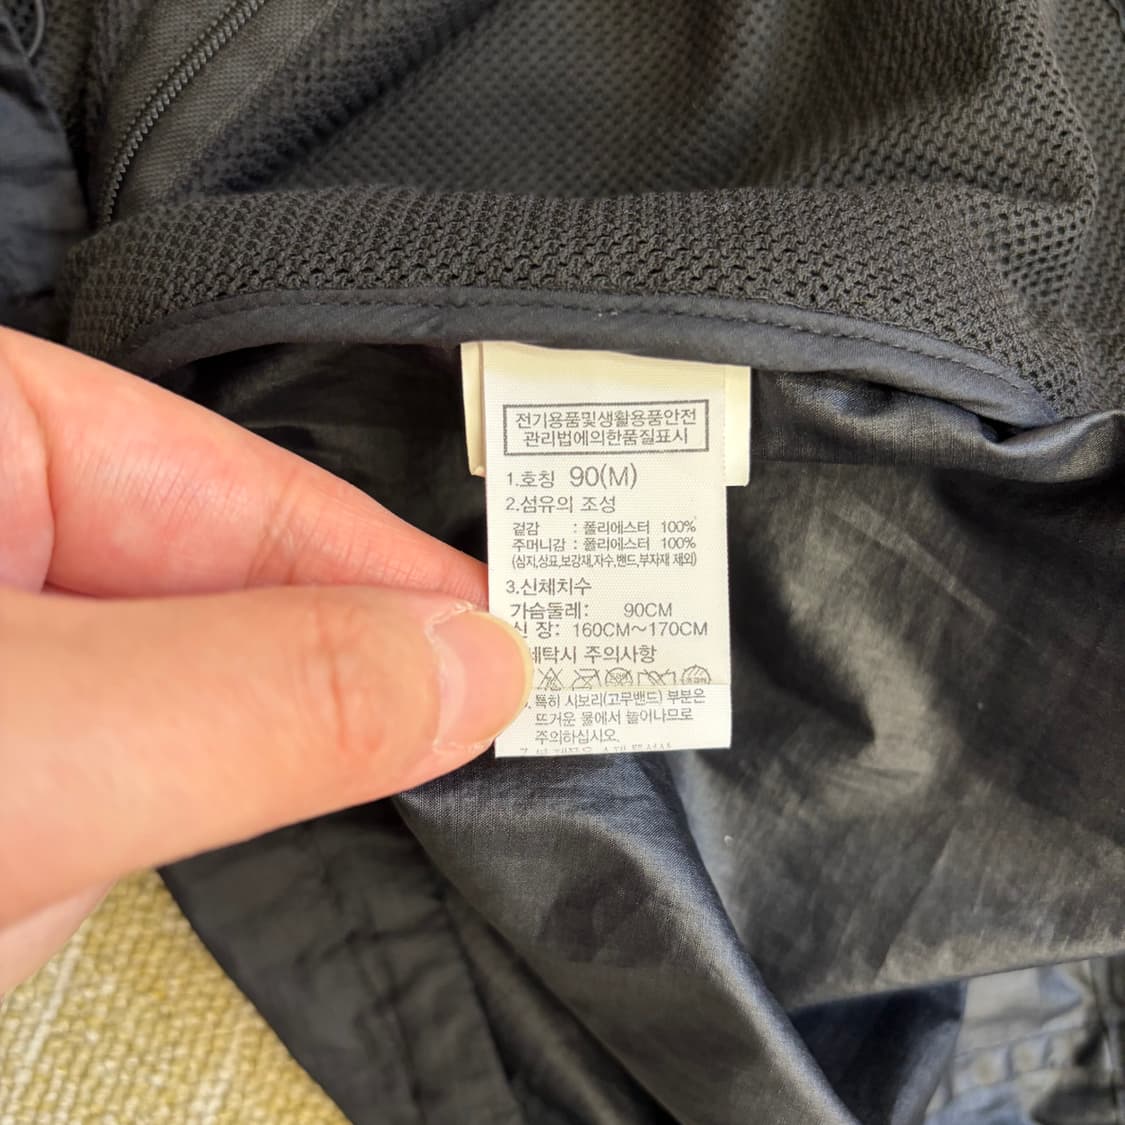 전기용품및생활용품안전
관리법에의한품질표시
1.호칭 90(M)
2.섬유의 조성
겉감 : 폴리에스터 100%
주머니감 : 폴리에스터 100%
(심지,상표,보강재,자수,밴드,부자재 제외)
3.신체치수
가슴둘레: 90CM
신 장: 160CM~170CM
세탁시 주의사항
특히 시보리(고무밴드) 부분은
뜨거운 물에서 늘어나므로
주의하십시오.